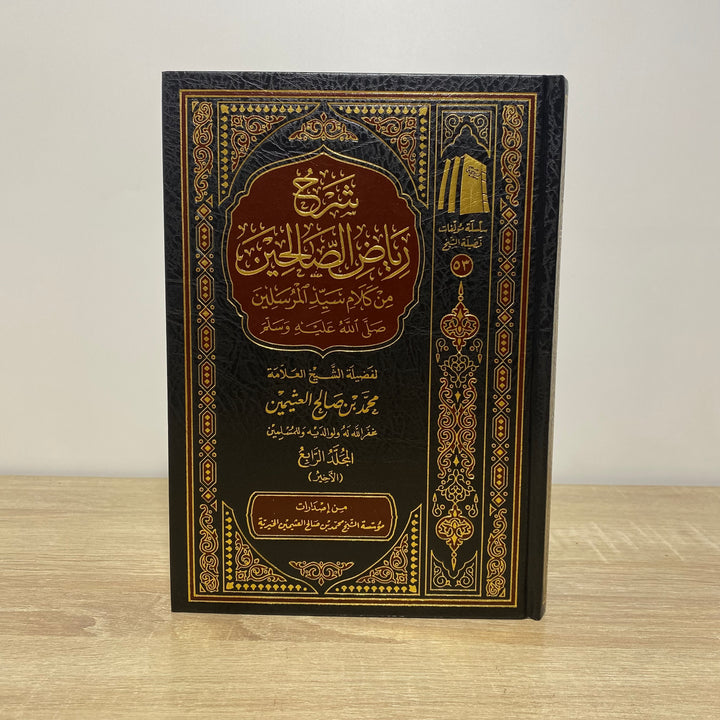 شرح
رياض الصالحين
من كلام سيد المرسلين
صلى الله عليه وسلم
لفضيلة الشيخ العلامة
محمد بن صالح العثيمين
غفر الله له ولوالديه وللمسلمين
المجلد الرابع
(الأخير)
من إصدارات
مؤسسة الشيخ محمد بن صالح العثيمين الخيرية
سلسلة مؤلفات
فضيلة الشيخ
٥٣